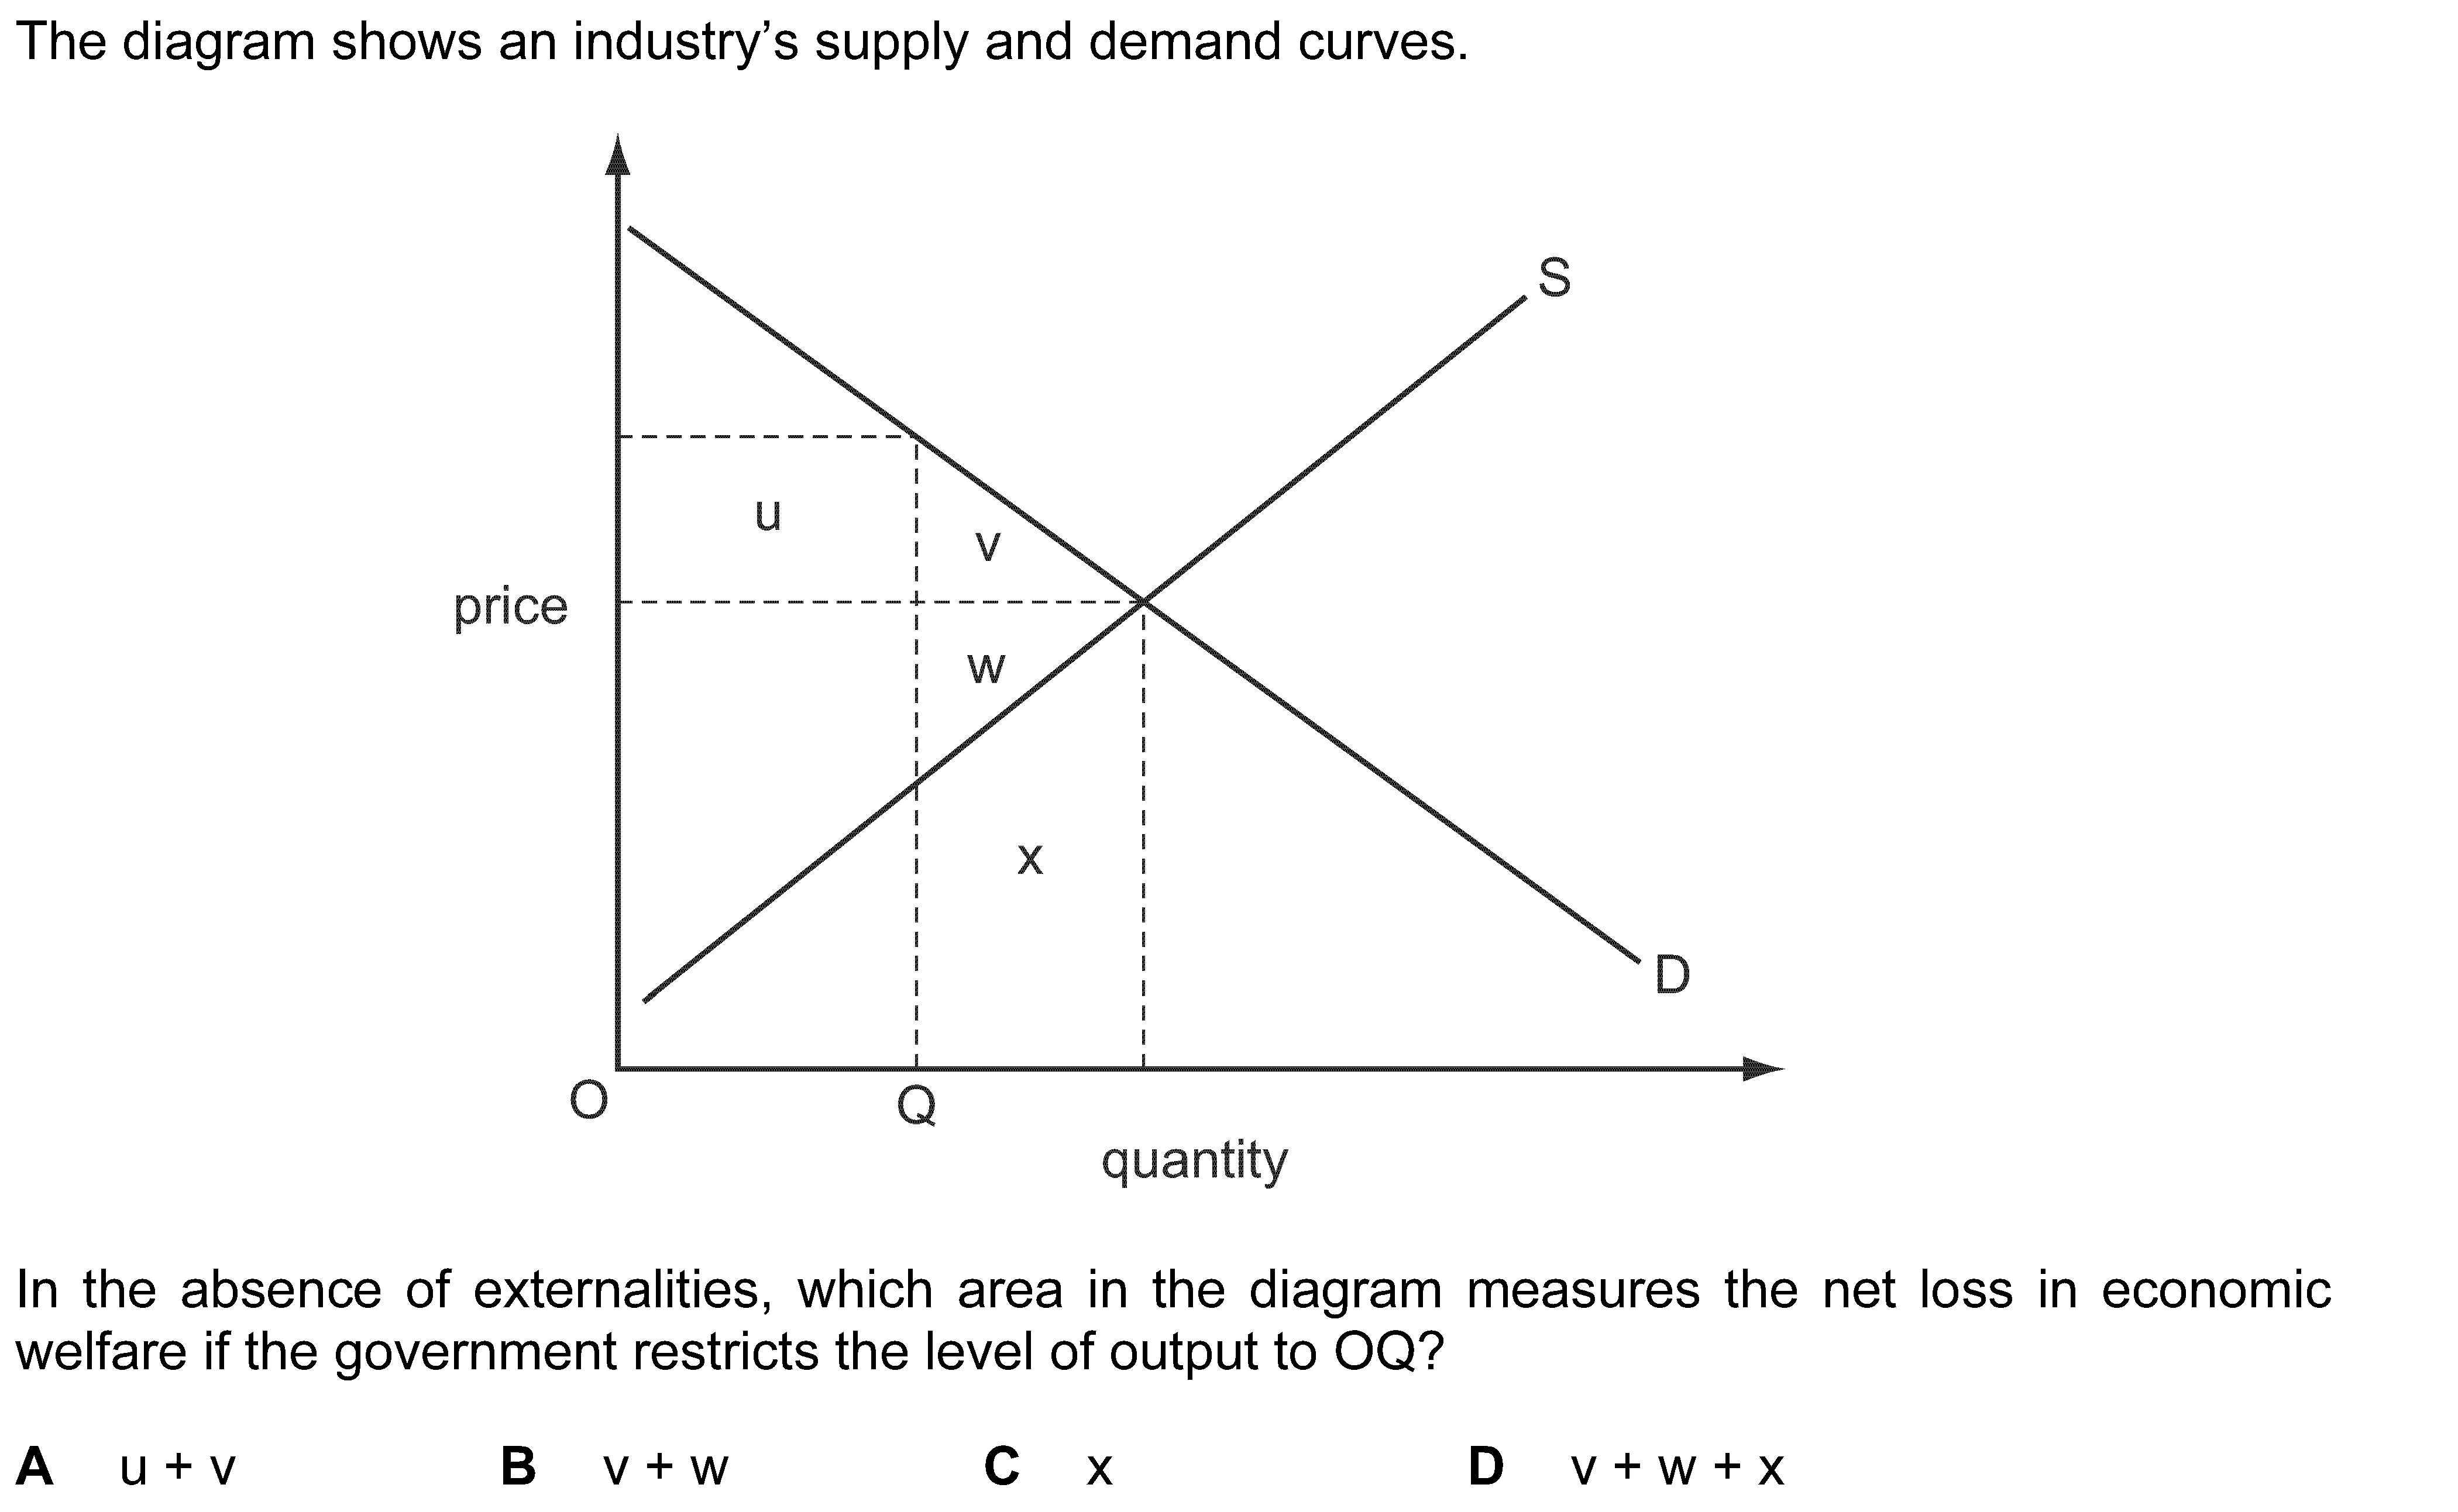 The diagram shows an industry's supply and demand curves.
S
u
v
price
w
x
D
O
Q
quantity
In the absence of externalities, which area in the diagram measures the net loss in economic
welfare if the government restricts the level of output to OQ?
A u + v B v + w C x D v + w + x